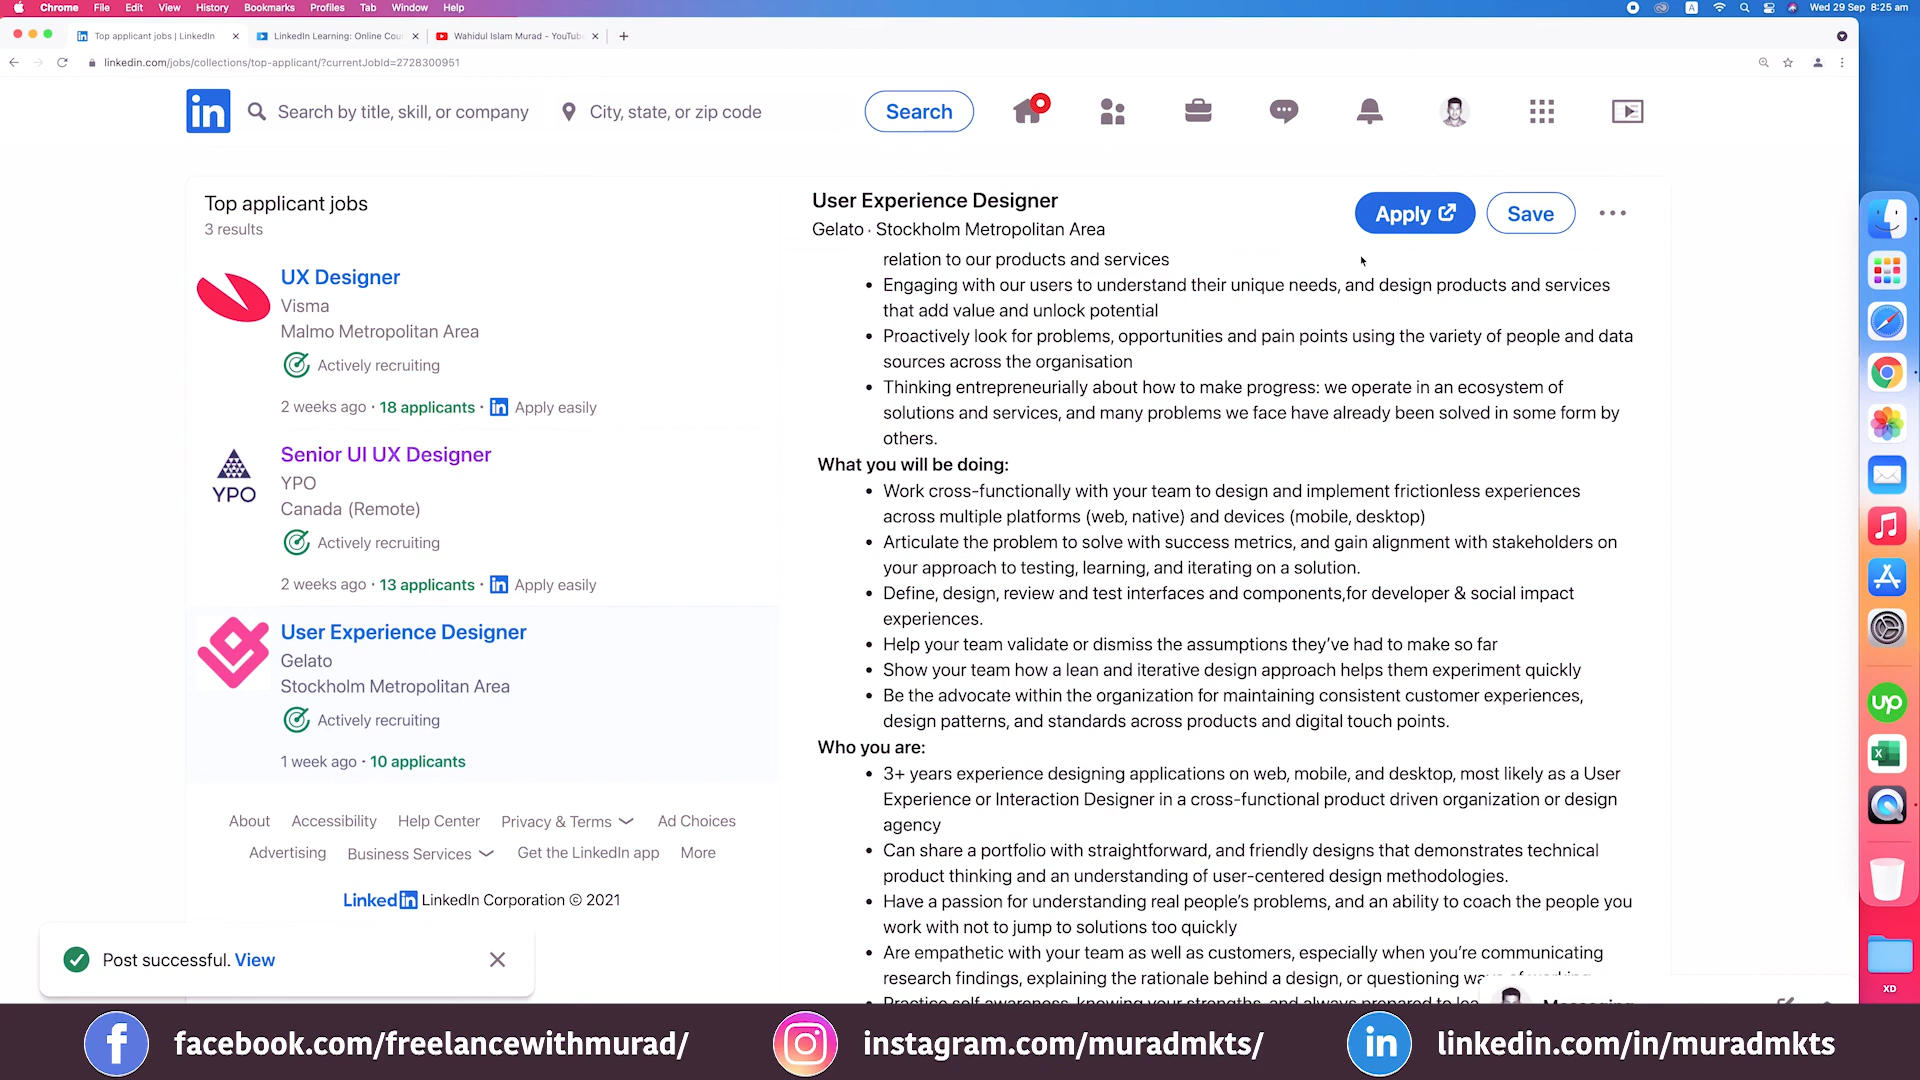 Chrome File Edit View History Bookmarks Profiles Tab Window Help
A
Wed 29 Sep 8:25 am
Top applicant jobs | LinkedIn
LinkedIn Learning: Online Cou
Wahidul Islam Murad - YouTub
linkedin.com/jobs/collections/top-applicant/?currentJobId=2728300951
in
Search by title, skill, or company
City, state, or zip code
Search
Top applicant jobs
3 results
UX Designer
Visma
Malmo Metropolitan Area
Actively recruiting
2 weeks ago · 18 applicants · in Apply easily
YPO
Senior UI UX Designer
YPO
Canada (Remote)
Actively recruiting
2 weeks ago · 13 applicants · in Apply easily
User Experience Designer
Gelato
Stockholm Metropolitan Area
Actively recruiting
1 week ago · 10 applicants
About Accessibility Help Center Privacy & Terms Ad Choices
Advertising Business Services Get the LinkedIn app More
LinkedIn LinkedIn Corporation © 2021
Post successful. View
User Experience Designer
Gelato · Stockholm Metropolitan Area
Apply
Save
relation to our products and services
• Engaging with our users to understand their unique needs, and design products and services
that add value and unlock potential
• Proactively look for problems, opportunities and pain points using the variety of people and data
sources across the organisation
• Thinking entrepreneurially about how to make progress: we operate in an ecosystem of
solutions and services, and many problems we face have already been solved in some form by
others.
What you will be doing:
• Work cross-functionally with your team to design and implement frictionless experiences
across multiple platforms (web, native) and devices (mobile, desktop)
• Articulate the problem to solve with success metrics, and gain alignment with stakeholders on
your approach to testing, learning, and iterating on a solution.
• Define, design, review and test interfaces and components,for developer & social impact
experiences.
• Help your team validate or dismiss the assumptions they've had to make so far
• Show your team how a lean and iterative design approach helps them experiment quickly
• Be the advocate within the organization for maintaining consistent customer experiences,
design patterns, and standards across products and digital touch points.
Who you are:
• 3+ years experience designing applications on web, mobile, and desktop, most likely as a User
Experience or Interaction Designer in a cross-functional product driven organization or design
agency
• Can share a portfolio with straightforward, and friendly designs that demonstrates technical
product thinking and an understanding of user-centered design methodologies.
• Have a passion for understanding real people's problems, and an ability to coach the people you
work with not to jump to solutions too quickly
• Are empathetic with your team as well as customers, especially when you're communicating
research findings, explaining the rationale behind a design, or questioning ways of working
• Practice self-awareness, knowing your strengths, and always prepared to
Messaging
up
XD
facebook.com/freelancewithmurad/
instagram.com/muradmkts/
in linkedin.com/in/muradmkts